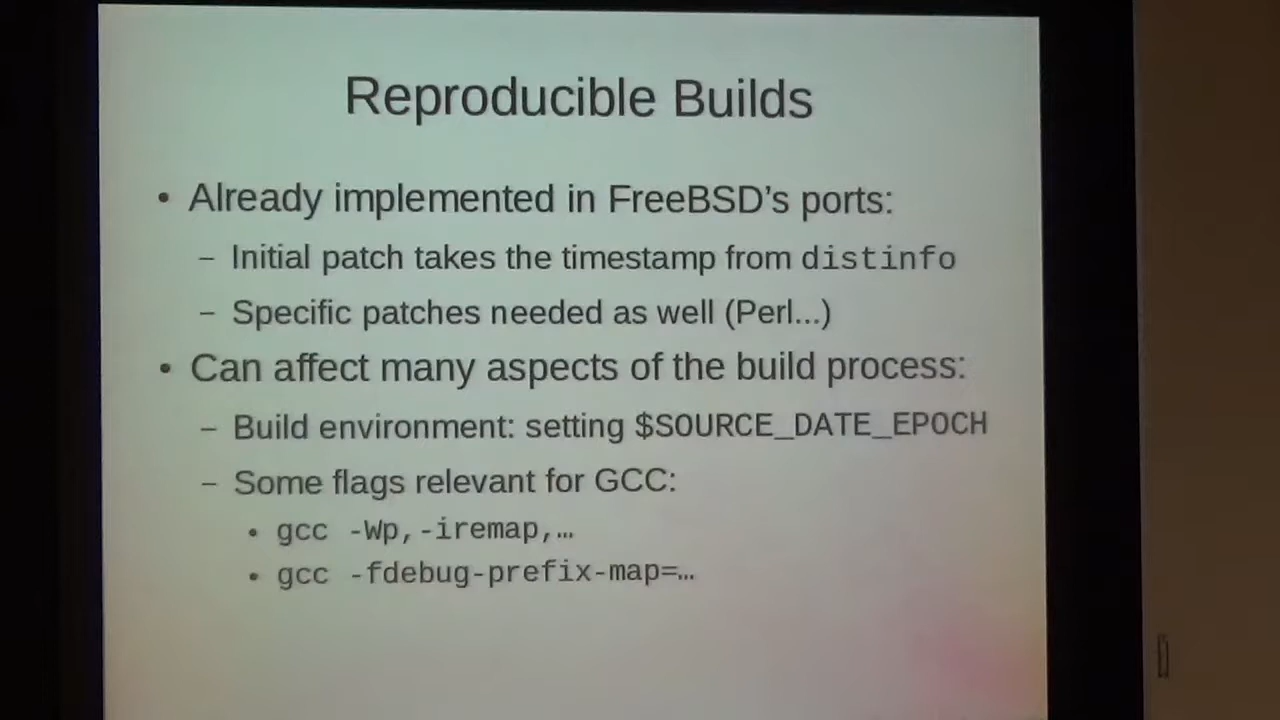 Reproducible Builds
• Already implemented in FreeBSD's ports:
– Initial patch takes the timestamp from distinfo
– Specific patches needed as well (Perl...)
• Can affect many aspects of the build process:
– Build environment: setting $SOURCE_DATE_EPOCH
– Some flags relevant for GCC:
• gcc -Wp,-iremap,…
• gcc -fdebug-prefix-map=…